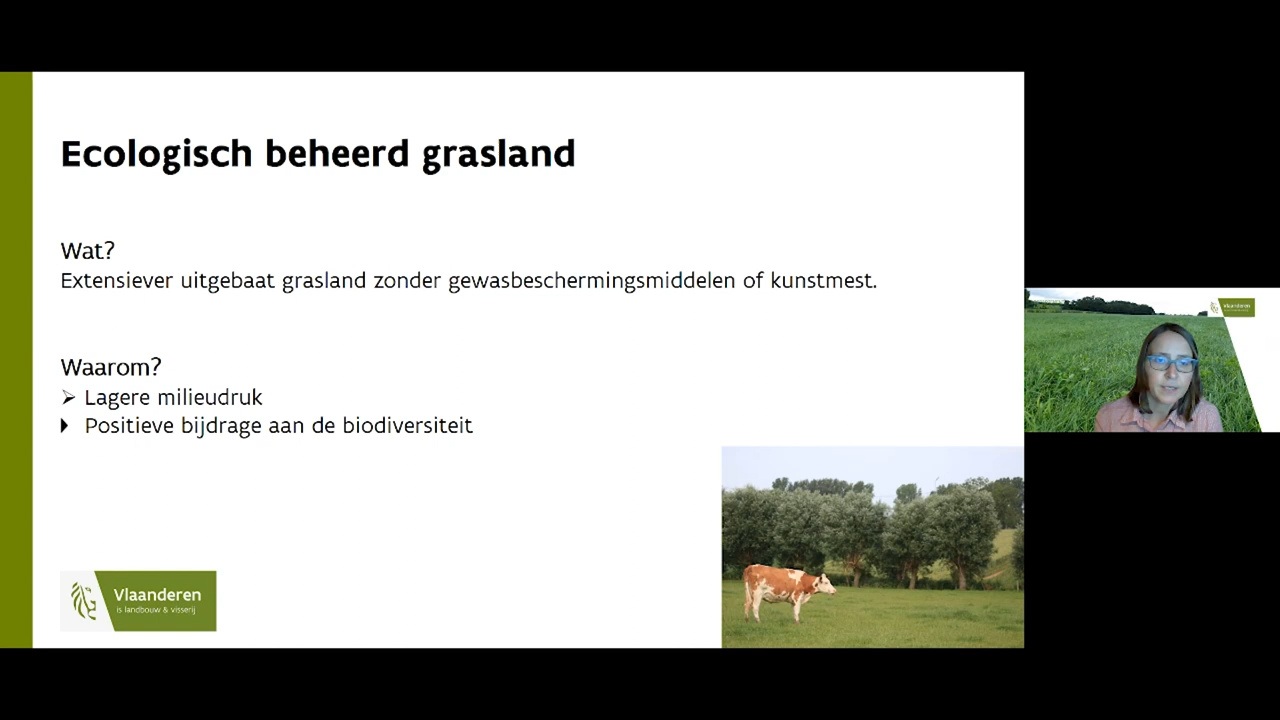 Ecologisch beheerd grasland
Wat?
Extensiever uitgebaat grasland zonder gewasbeschermingsmiddelen of kunstmest.
Waarom?
Lagere milieudruk
Positieve bijdrage aan de biodiversiteit
Vlaanderen
is landbouw & visserij
Vlaanderen